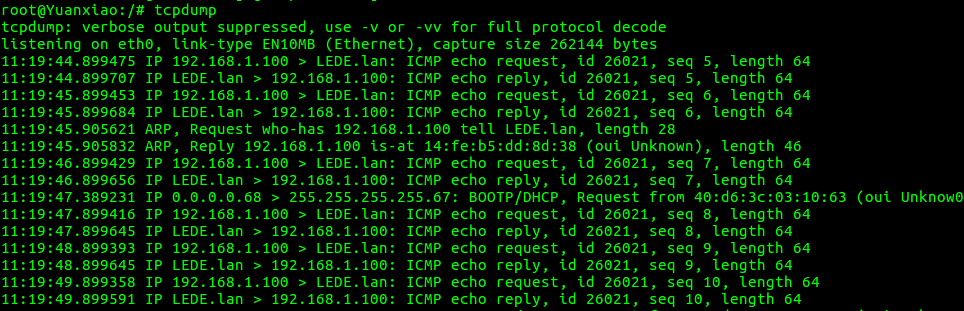 root@Yuanxiao:/# tcpdump
tcpdump: verbose output suppressed, use -v or -vv for full protocol decode
listening on eth0, link-type EN10MB (Ethernet), capture size 262144 bytes
11:19:44.899475 IP 192.168.1.100 > LEDE.lan: ICMP echo request, id 26021, seq 5, length 64
11:19:44.899707 IP LEDE.lan > 192.168.1.100: ICMP echo reply, id 26021, seq 5, length 64
11:19:45.899453 IP 192.168.1.100 > LEDE.lan: ICMP echo request, id 26021, seq 6, length 64
11:19:45.899684 IP LEDE.lan > 192.168.1.100: ICMP echo reply, id 26021, seq 6, length 64
11:19:45.905621 ARP, Request who-has 192.168.1.100 tell LEDE.lan, length 28
11:19:45.905832 ARP, Reply 192.168.1.100 is-at 14:fe:b5:dd:8d:38 (oui Unknown), length 46
11:19:46.899429 IP 192.168.1.100 > LEDE.lan: ICMP echo request, id 26021, seq 7, length 64
11:19:46.899656 IP LEDE.lan > 192.168.1.100: ICMP echo reply, id 26021, seq 7, length 64
11:19:47.389231 IP 0.0.0.0.68 > 255.255.255.255.67: BOOTP/DHCP, Request from 40:d6:3c:03:10:63 (oui Unknow0
11:19:47.899416 IP 192.168.1.100 > LEDE.lan: ICMP echo request, id 26021, seq 8, length 64
11:19:47.899645 IP LEDE.lan > 192.168.1.100: ICMP echo reply, id 26021, seq 8, length 64
11:19:48.899393 IP 192.168.1.100 > LEDE.lan: ICMP echo request, id 26021, seq 9, length 64
11:19:48.899645 IP LEDE.lan > 192.168.1.100: ICMP echo reply, id 26021, seq 9, length 64
11:19:49.899358 IP 192.168.1.100 > LEDE.lan: ICMP echo request, id 26021, seq 10, length 64
11:19:49.899591 IP LEDE.lan > 192.168.1.100: ICMP echo reply, id 26021, seq 10, length 64